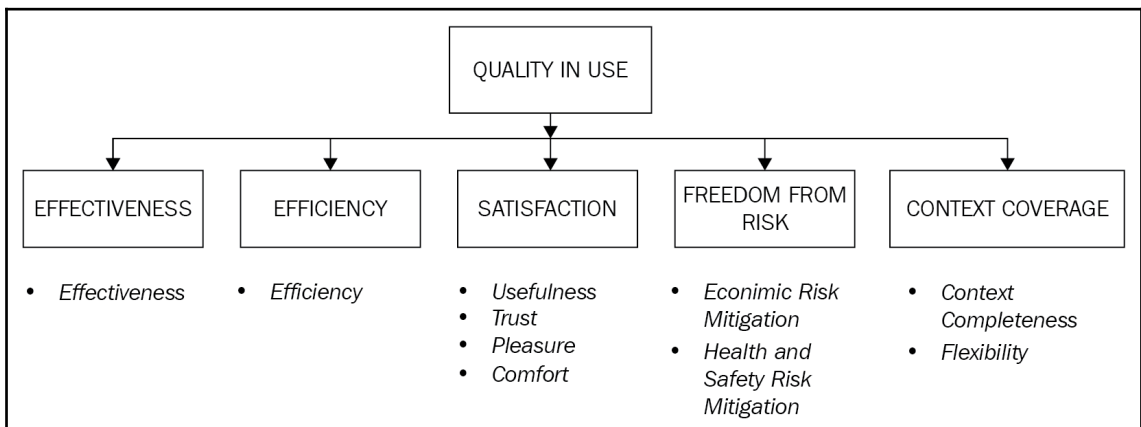 QUALITY IN USE
EFFECTIVENESS
EFFICIENCY
SATISFACTION
FREEDOM FROM
RISK
CONTEXT COVERAGE
• Effectiveness
• Efficiency
• Usefulness
• Trust
• Pleasure
• Comfort
• Econimic Risk
Mitigation
• Health and
Safety Risk
Mitigation
• Context
Completeness
• Flexibility